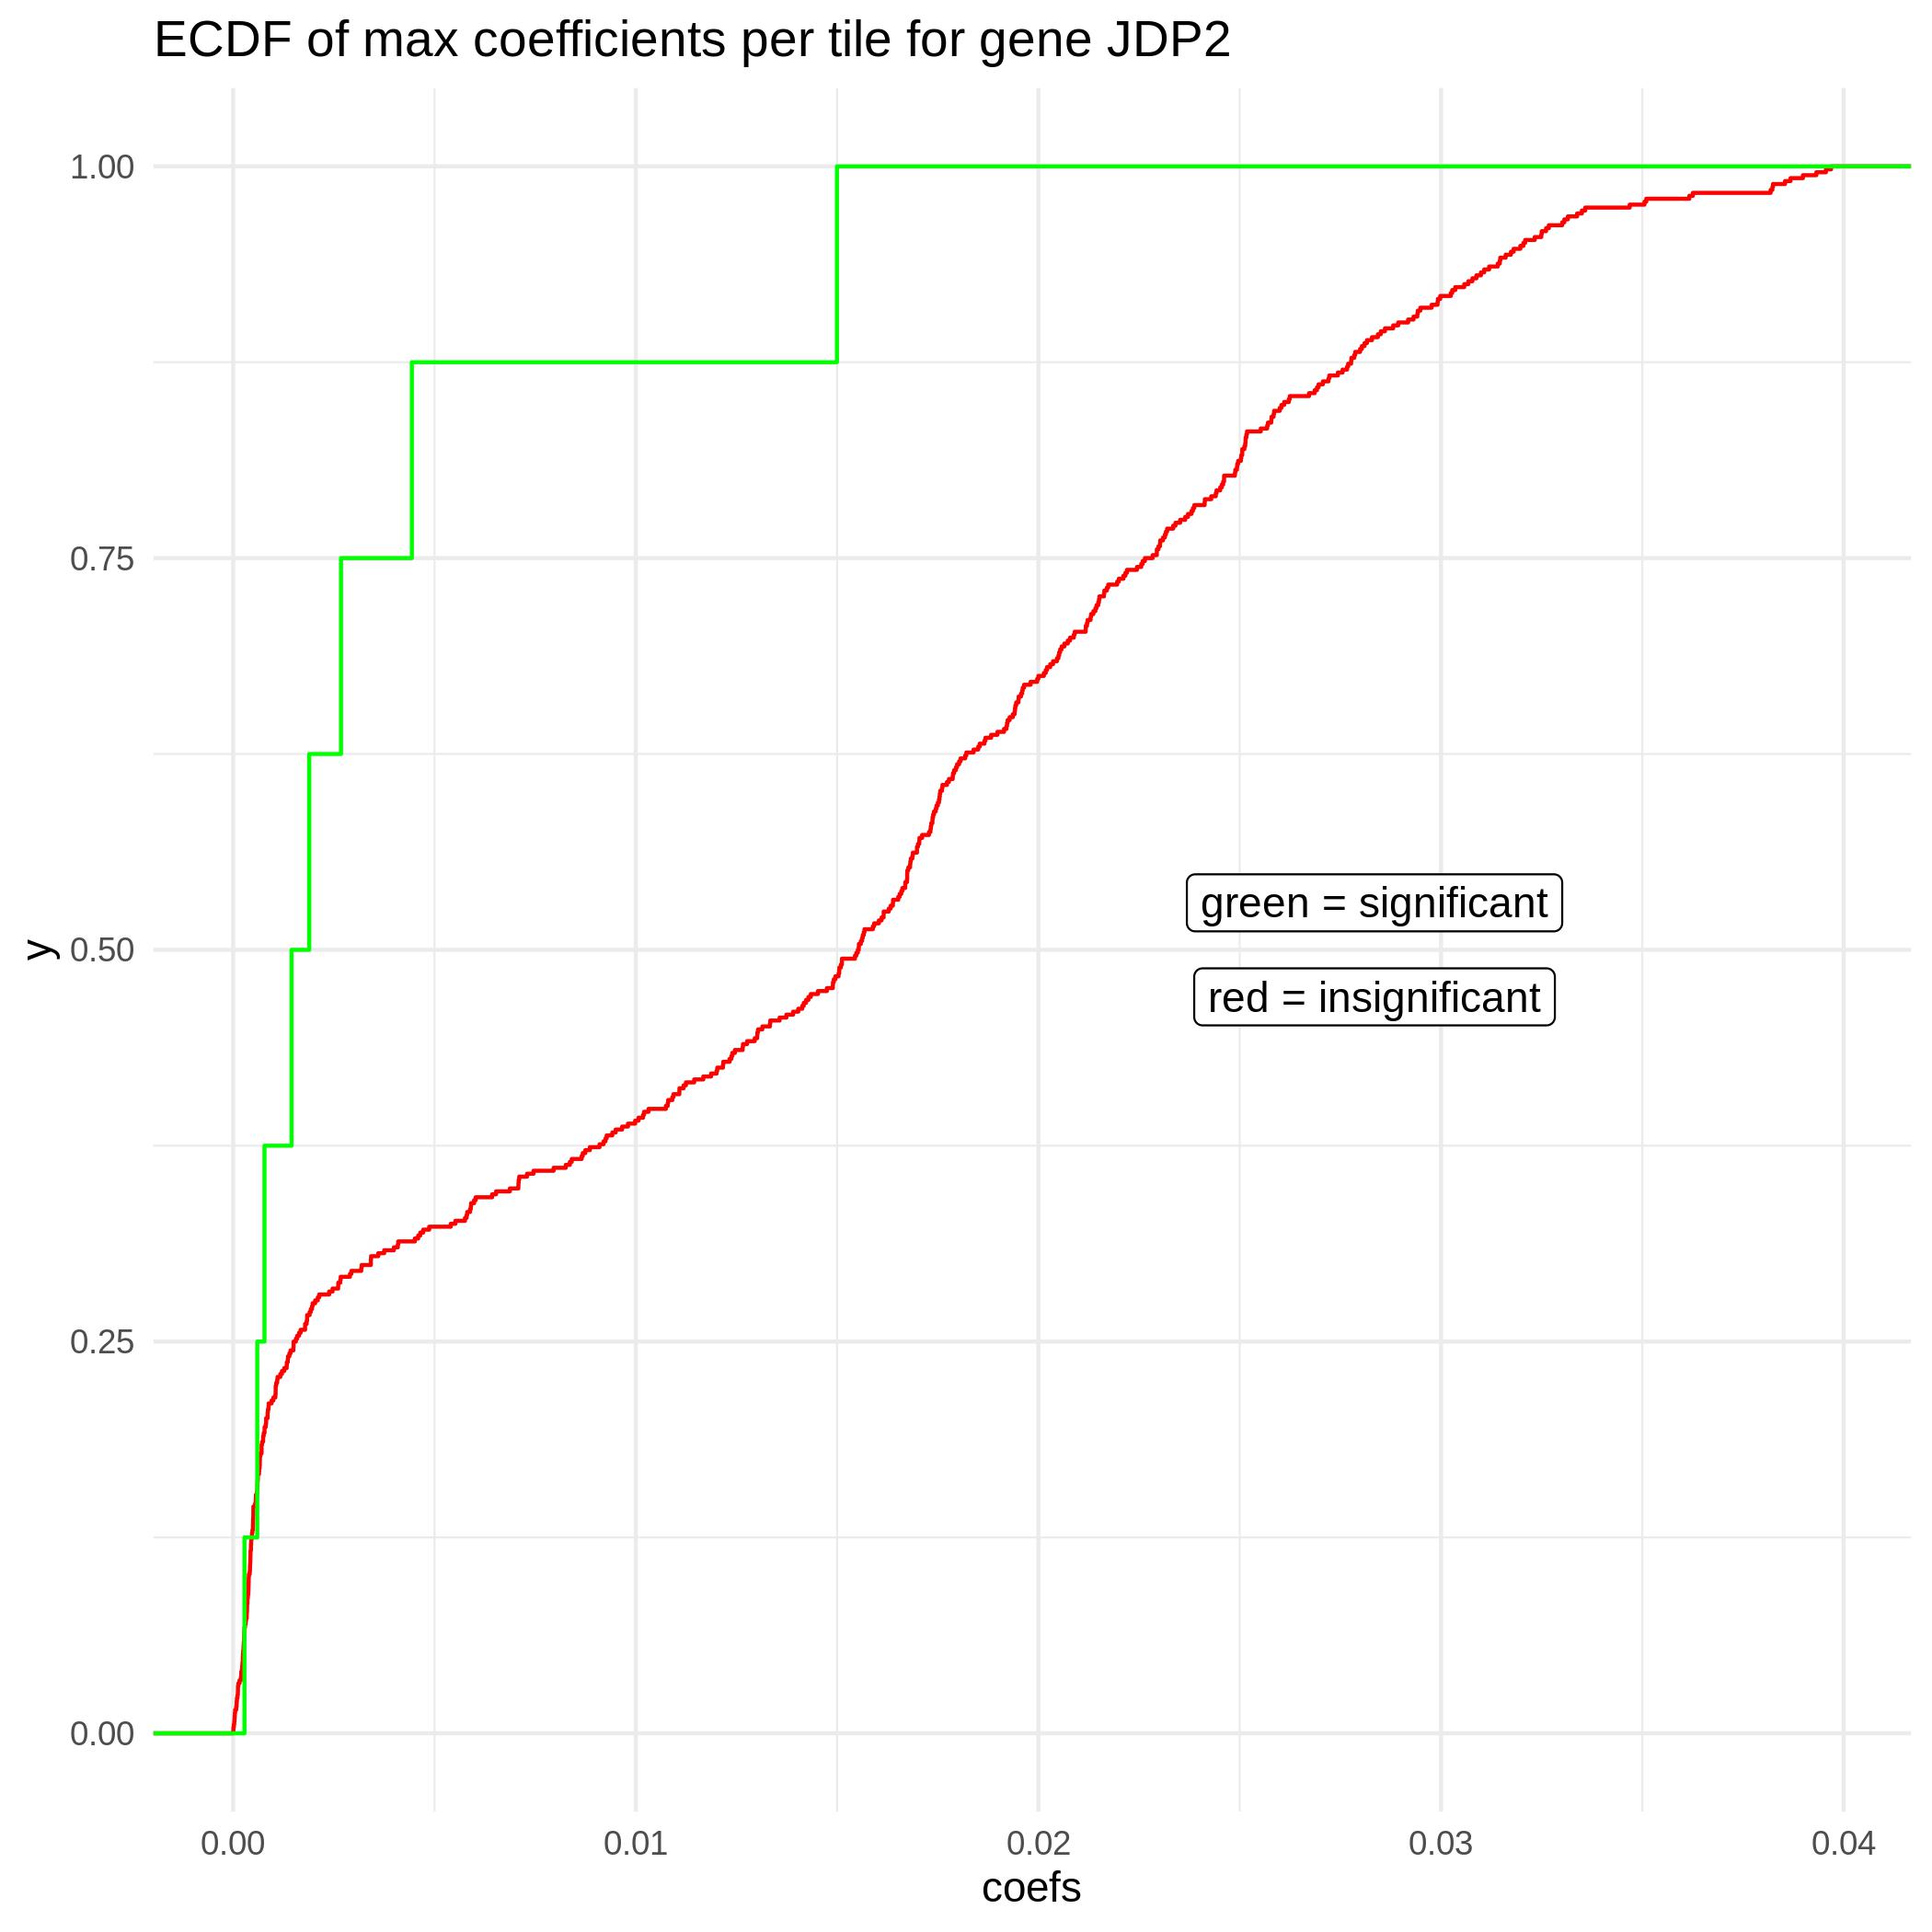 ECDF of max coefficients per tile for gene JDP2
1.00
0.75
y
0.50
0.25
0.00
green = significant
red = insignificant
0.00 0.01 0.02 0.03 0.04
coefs